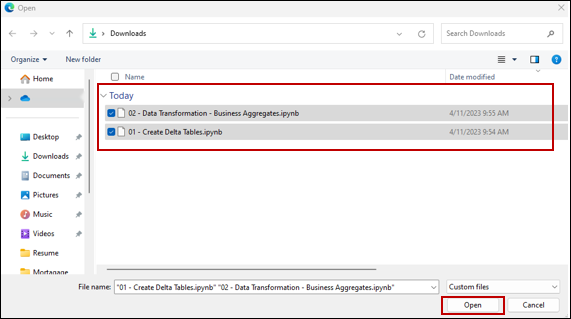 Open
Downloads
Search Downloads
Organize
New folder
Name
Date modified
Home
Today
02 - Data Transformation - Business Aggregates.ipynb
4/11/2023 9:55 AM
01 - Create Delta Tables.ipynb
4/11/2023 9:54 AM
Desktop
Downloads
Documents
Pictures
Music
Videos
Resume
Mortagage
File name:
"01 - Create Delta Tables.ipynb" "02 - Data Transformation - Business Aggregates.ipynb"
Custom files
Open
Cancel